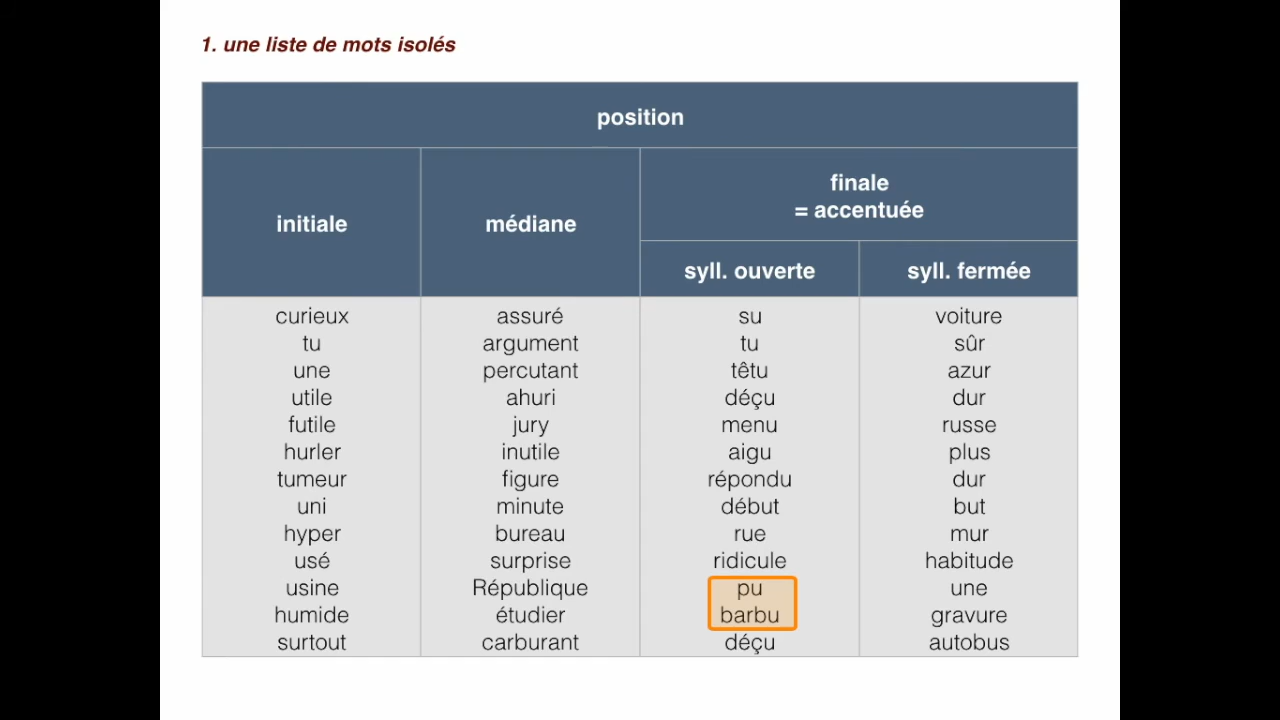 1. une liste de mots isolés
position
initiale médiane finale
= accentuée
syll. ouverte syll. fermée
curieux assuré su voiture
tu argument tu sûr
une percutant têtu azur
utile ahuri déçu dur
futile jury menu russe
hurler inutile aigu plus
tumeur figure répondu dur
uni minute début but
hyper bureau rue mur
usé surprise ridicule habitude
usine République pu une
humide étudier barbu gravure
surtout carburant déçu autobus